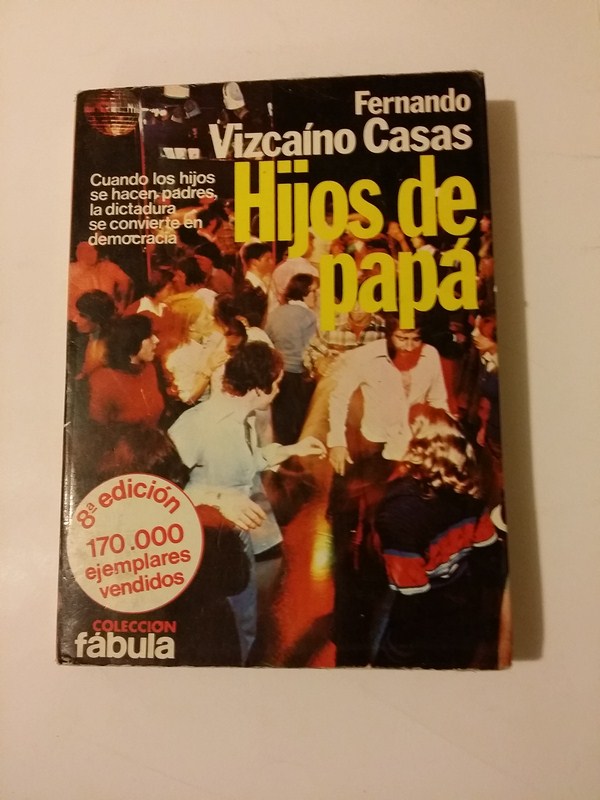 Fernando
Vizcaíno Casas
Hijos de
papá
Cuando los hijos
se hacen padres,
la dictadura
se convierte en
democracia
8ª edición
170.000
ejemplares
vendidos
COLECCIÓN
fábula